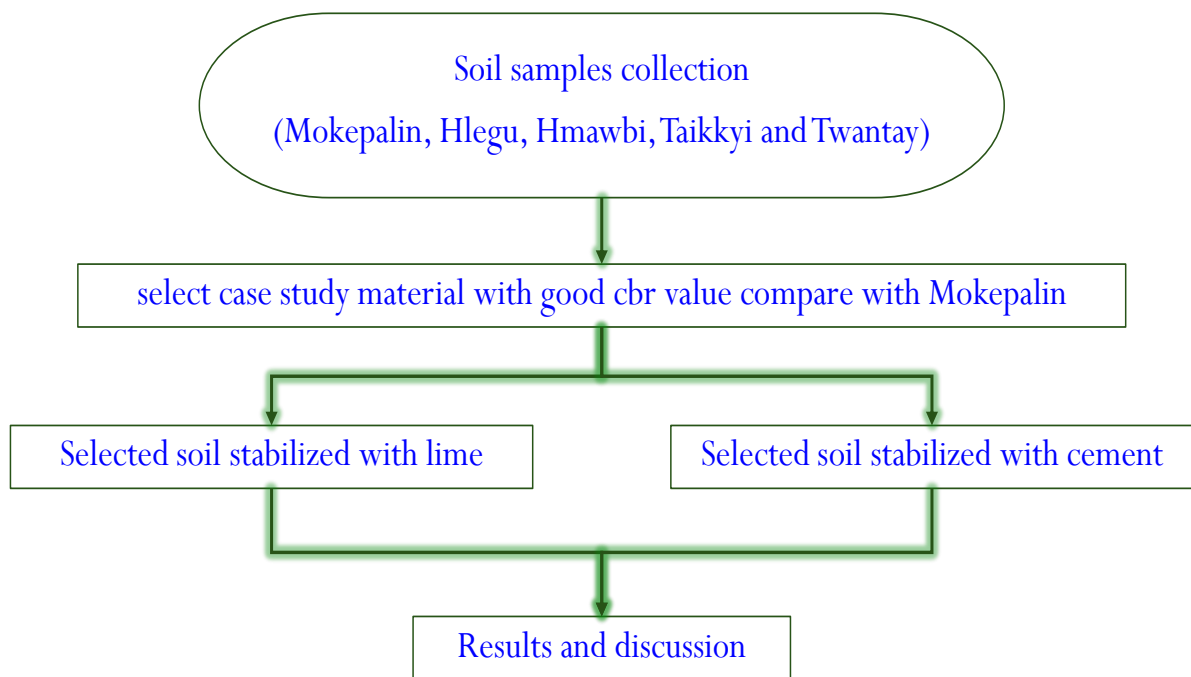 Soil samples collection
(Mokepalin, Hlegu, Hmawbi, Taikkyi and Twantay)
select case study material with good cbr value compare with Mokepalin
Selected soil stabilized with lime
Selected soil stabilized with cement
Results and discussion